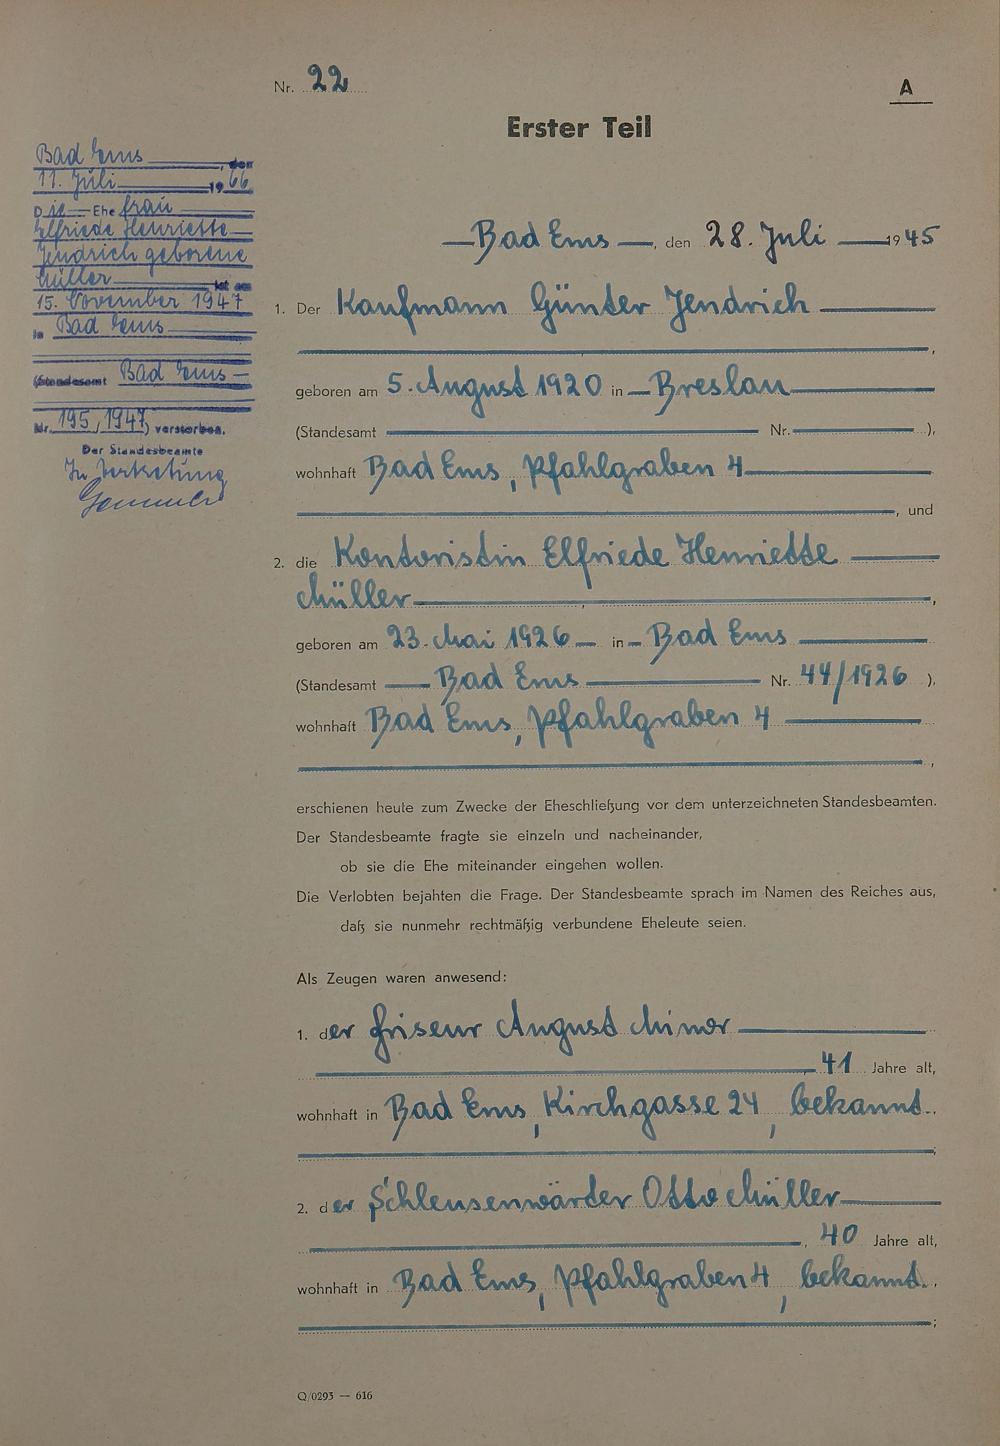 Nr. 22
A
Erster Teil
Bad Ems, den
11. Juli 1966
Die Ehefrau
Elfriede Henriette
Jendrich geborene
Müller ist am
15. November 1947
in Bad Ems
(Standesamt Bad Ems
Nr. 195/1947) verstorben.
Der Standesbeamte
In Vertretung
Bad Ems, den 28. Juli 1945
1. Der Kaufmann Günter Jendrich
,
geboren am 5. August 1920 in Breslau
(Standesamt Nr. ),
wohnhaft Bad Ems, Pfahlgraben 4
, und
2. die Kontoristin Elfriede Henriette
Müller,
geboren am 23. Mai 1926 in Bad Ems
(Standesamt Bad Ems Nr. 44/1926 ),
wohnhaft Bad Ems, Pfahlgraben 4
,
erschienen heute zum Zwecke der Eheschließung vor dem unterzeichneten Standesbeamten.
Der Standesbeamte fragte sie einzeln und nacheinander,
ob sie die Ehe miteinander eingehen wollen.
Die Verlobten bejahten die Frage. Der Standesbeamte sprach im Namen des Reiches aus,
daß sie nunmehr rechtmäßig verbundene Eheleute seien.
Als Zeugen waren anwesend:
1. der Friseur August Minor
41 Jahre alt,
wohnhaft in Bad Ems, Kirchgasse 24, bekannt.
;
2. der Schleusenwärter Otto Müller
, 40 Jahre alt,
wohnhaft in Bad Ems, Pfahlgraben 4, bekannt.
;
Q/0293 — 616